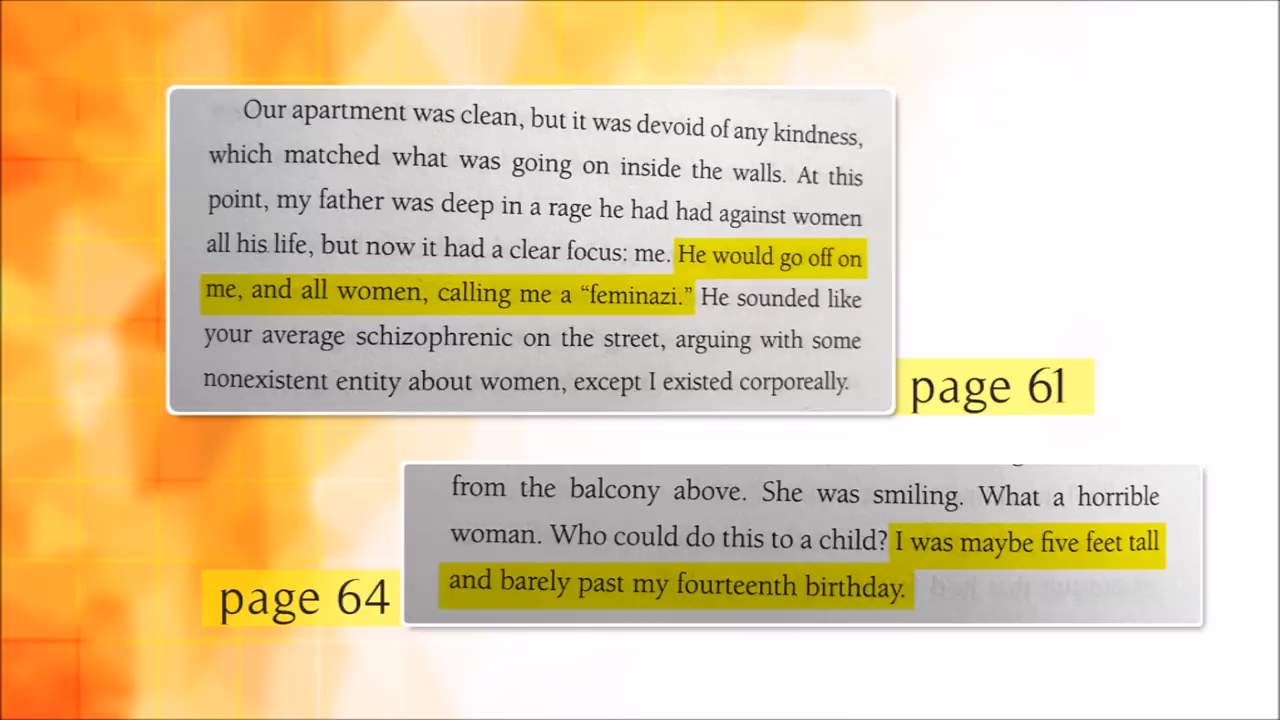 Our apartment was clean, but it was devoid of any kindness,
which matched what was going on inside the walls. At this
point, my father was deep in a rage he had had against women
all his life, but now it had a clear focus: me. He would go off on
me, and all women, calling me a “feminazi.” He sounded like
your average schizophrenic on the street, arguing with some
nonexistent entity about women, except I existed corporeally.
page 61
from the balcony above. She was smiling. What a horrible
woman. Who could do this to a child? I was maybe five feet tall
and barely past my fourteenth birthday.
page 64